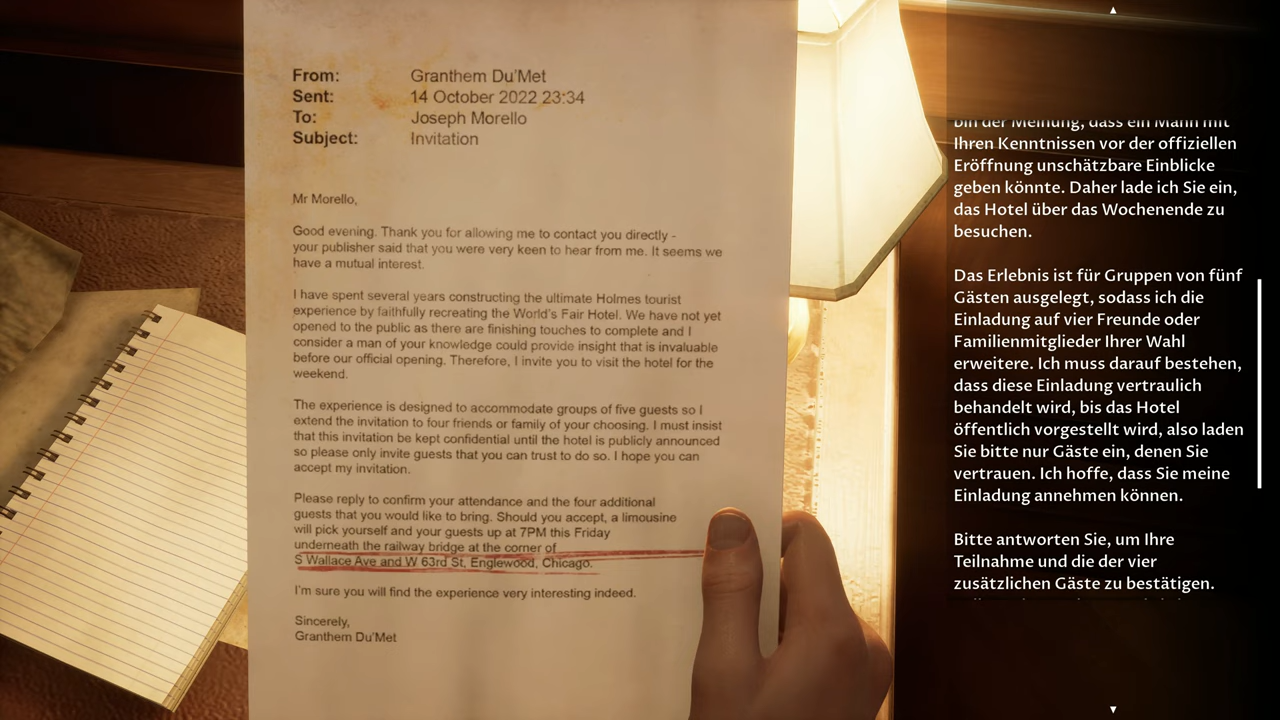 From: Granthem Du'Met
Sent: 14 October 2022 23:34
To: Joseph Morello
Subject: Invitation
Mr Morello,
Good evening. Thank you for allowing me to contact you directly -
your publisher said that you were very keen to hear from me. It seems we
have a mutual interest.
I have spent several years constructing the ultimate Holmes tourist
experience by faithfully recreating the World's Fair Hotel. We have not yet
opened to the public as there are finishing touches to complete and I
consider a man of your knowledge could provide insight that is invaluable
before our official opening. Therefore, I invite you to visit the hotel for the
weekend.
The experience is designed to accommodate groups of five guests so I
extend the invitation to four friends or family of your choosing. I must insist
that this invitation be kept confidential until the hotel is publicly announced
so please only invite guests that you can trust to do so. I hope you can
accept my invitation.
Please reply to confirm your attendance and the four additional
guests that you would like to bring. Should you accept, a limousine
will pick yourself and your guests up at 7PM this Friday
underneath the railway bridge at the corner of
S Wallace Ave and W 63rd St, Englewood, Chicago.
I'm sure you will find the experience very interesting indeed.
Sincerely,
Granthem Du'Met
bin der Meinung, dass ein Mann mit
Ihren Kenntnissen vor der offiziellen
Eröffnung unschätzbare Einblicke
geben könnte. Daher lade ich Sie ein,
das Hotel über das Wochenende zu
besuchen.
Das Erlebnis ist für Gruppen von fünf
Gästen ausgelegt, sodass ich die
Einladung auf vier Freunde oder
Familienmitglieder Ihrer Wahl
erweitere. Ich muss darauf bestehen,
dass diese Einladung vertraulich
behandelt wird, bis das Hotel
öffentlich vorgestellt wird, also laden
Sie bitte nur Gäste ein, denen Sie
vertrauen. Ich hoffe, dass Sie meine
Einladung annehmen können.
Bitte antworten Sie, um Ihre
Teilnahme und die der vier
zusätzlichen Gäste zu bestätigen.